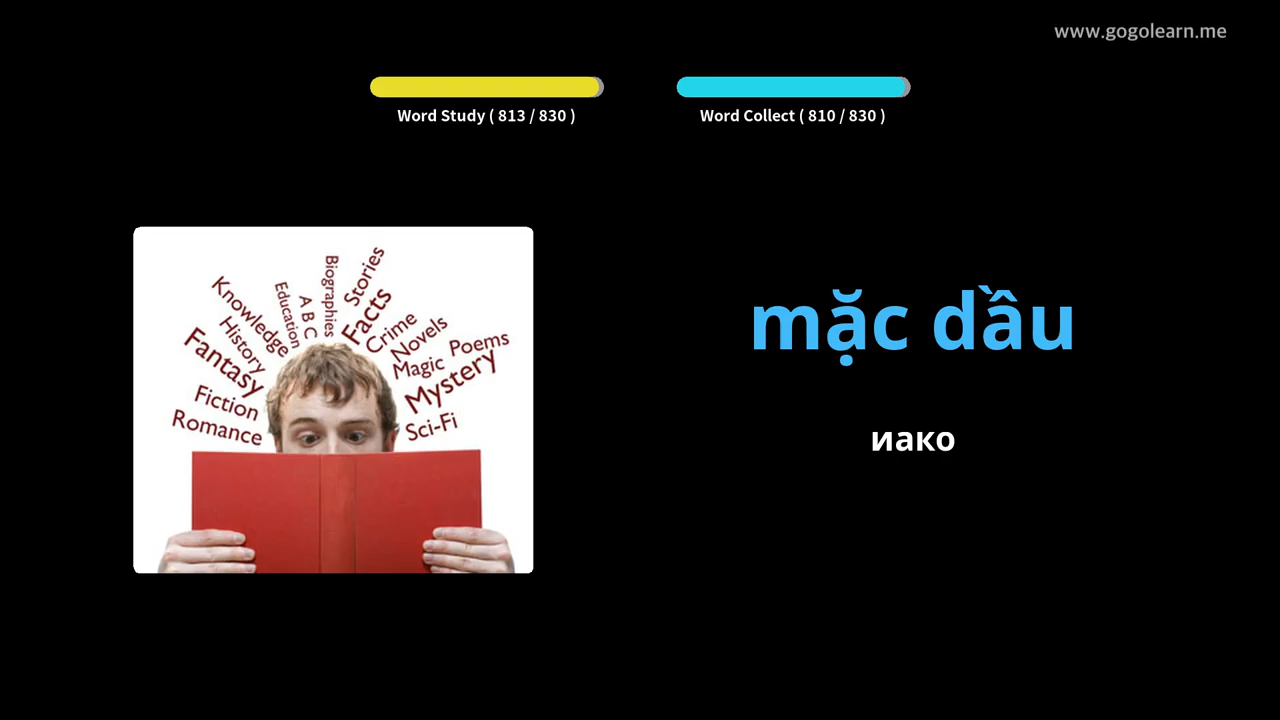 www.gogolearn.me
Word Study ( 813 / 830 )
Word Collect ( 810 / 830 )
Knowledge
Education
A B C
Biographies
Stories
Facts
History
Crime
Novels
Poems
Fantasy
Magic
Mystery
Fiction
Romance
Sci-Fi
mặc dầu
иако